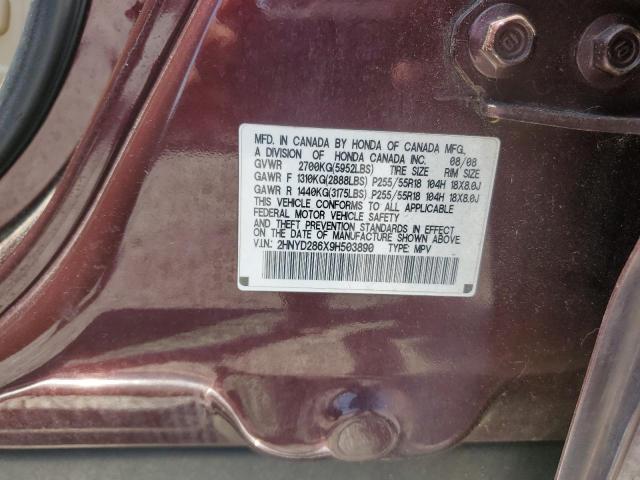 MFD. IN CANADA BY HONDA OF CANADA MFG.,
A DIVISION OF HONDA CANADA INC. 08/08
GVWR 2700KG(5952LBS) TIRE SIZE RIM SIZE
GAWR F 1310KG(2888LBS) P255/55R18 104H 18X8.0J
GAWR R 1440KG(3175LBS) P255/55R18 104H 18X8.0J
THIS VEHICLE CONFORMS TO ALL APPLICABLE
FEDERAL MOTOR VEHICLE SAFETY
AND THEFT PREVENTION STANDARDS IN EFFECT ON THE DATE OF MANUFACTURE SHOWN ABOVE.
V.I.N.: 2HNYD286X9H503890 TYPE: MPV